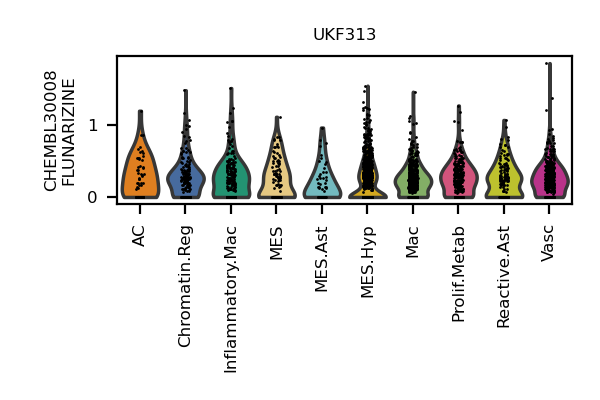 UKF313
CHEMBL30008
FLUNARIZINE
1
0
AC
Chromatin.Reg
Inflammatory.Mac
MES
MES.Ast
MES.Hyp
Mac
Prolif.Metab
Reactive.Ast
Vasc